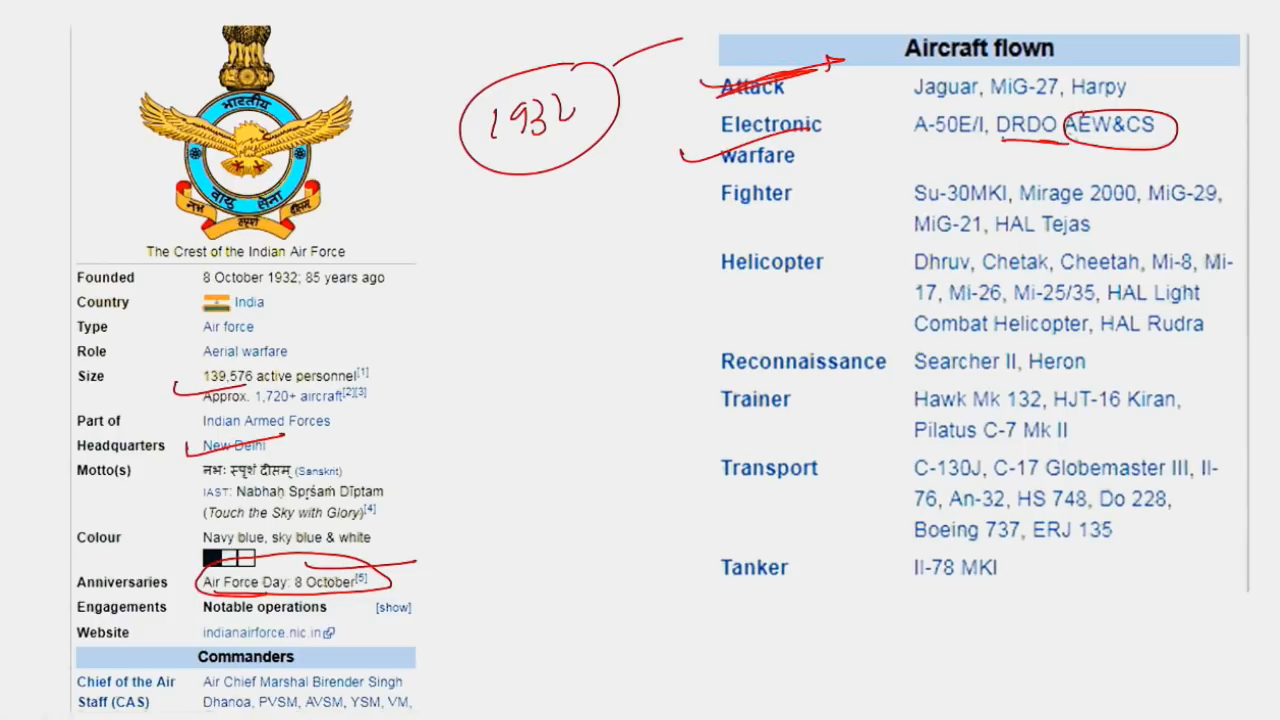 भारतीय
वायु सेना
नभः स्पृशं दीप्तम्
The Crest of the Indian Air Force
Founded 8 October 1932; 85 years ago
Country India
Type Air force
Role Aerial warfare
Size 139,576 active personnel[1]
Approx. 1,720+ aircraft[2][3]
Part of Indian Armed Forces
Headquarters New Delhi
Motto(s) नभः स्पृशं दीप्तम् (Sanskrit)
IAST: Nabhaḥ Spṛśaṁ Dīptam
(Touch the Sky with Glory)[4]
Colour Navy blue, sky blue & white
Anniversaries Air Force Day: 8 October[5]
Engagements Notable operations [show]
Website indianairforce.nic.in
Commanders
Chief of the Air Air Chief Marshal Birender Singh
Staff (CAS) Dhanoa, PVSM, AVSM, YSM, VM,
1932
Aircraft flown
Attack Jaguar, MiG-27, Harpy
Electronic A-50E/I, DRDO AEW&CS
warfare
Fighter Su-30MKI, Mirage 2000, MiG-29,
MiG-21, HAL Tejas
Helicopter Dhruv, Chetak, Cheetah, Mi-8, Mi-
17, Mi-26, Mi-25/35, HAL Light
Combat Helicopter, HAL Rudra
Reconnaissance Searcher II, Heron
Trainer Hawk Mk 132, HJT-16 Kiran,
Pilatus C-7 Mk II
Transport C-130J, C-17 Globemaster III, Il-
76, An-32, HS 748, Do 228,
Boeing 737, ERJ 135
Tanker Il-78 MKI